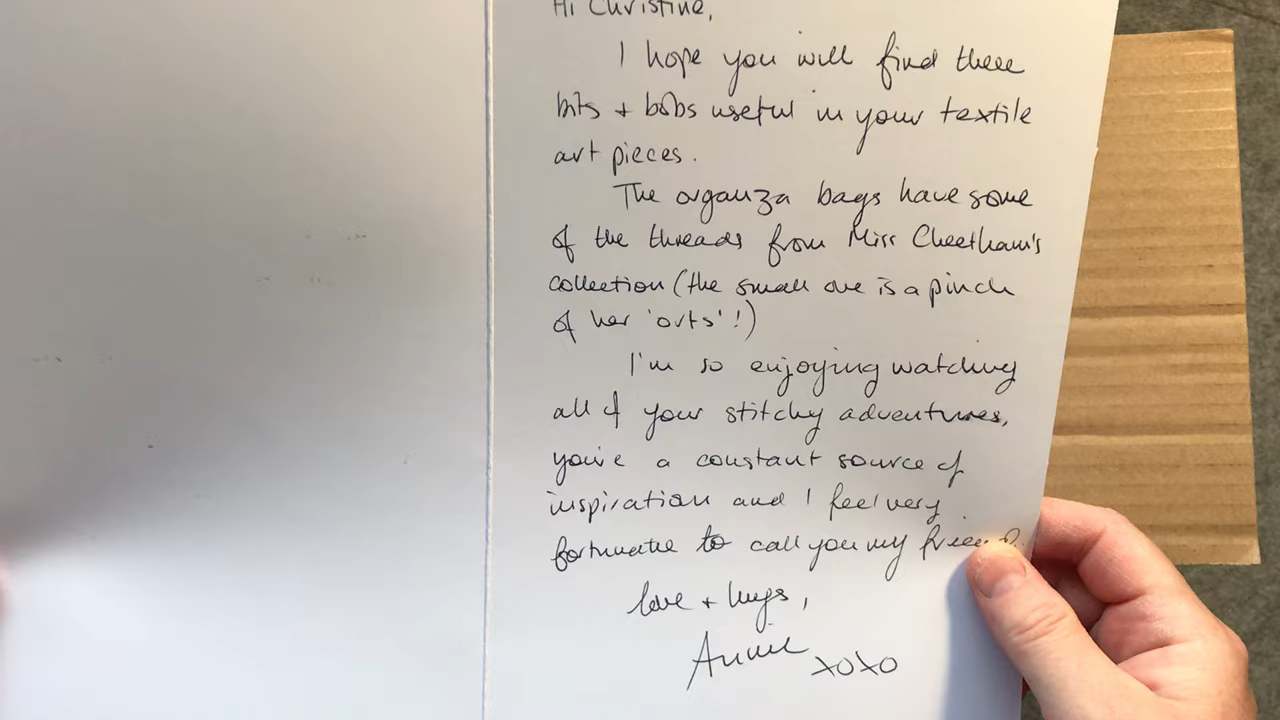 Hi Christine,
I hope you will find these
bits + bobs useful in your textile
art pieces.
The organza bags have some
of the threads from Miss Cheetham's
collection (the small one is a pinch
of her 'orts'!)
I'm so enjoying watching
all of your stitchy adventures,
you're a constant source of
inspiration and I feel very
fortunate to call you my friend.
love + hugs,
Annie xoxo